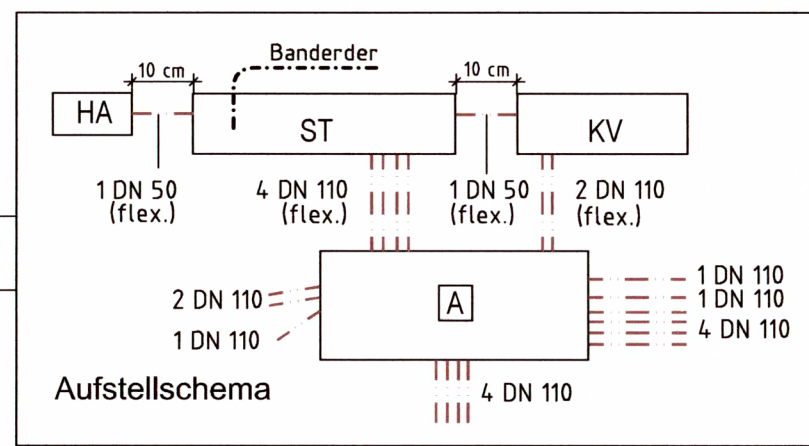 Banderder
10 cm
10 cm
HA
ST
KV
1 DN 50
(flex.)
4 DN 110
(flex.)
1 DN 50
(flex.)
2 DN 110
(flex.)
2 DN 110
1 DN 110
A
1 DN 110
1 DN 110
4 DN 110
4 DN 110
Aufstellschema